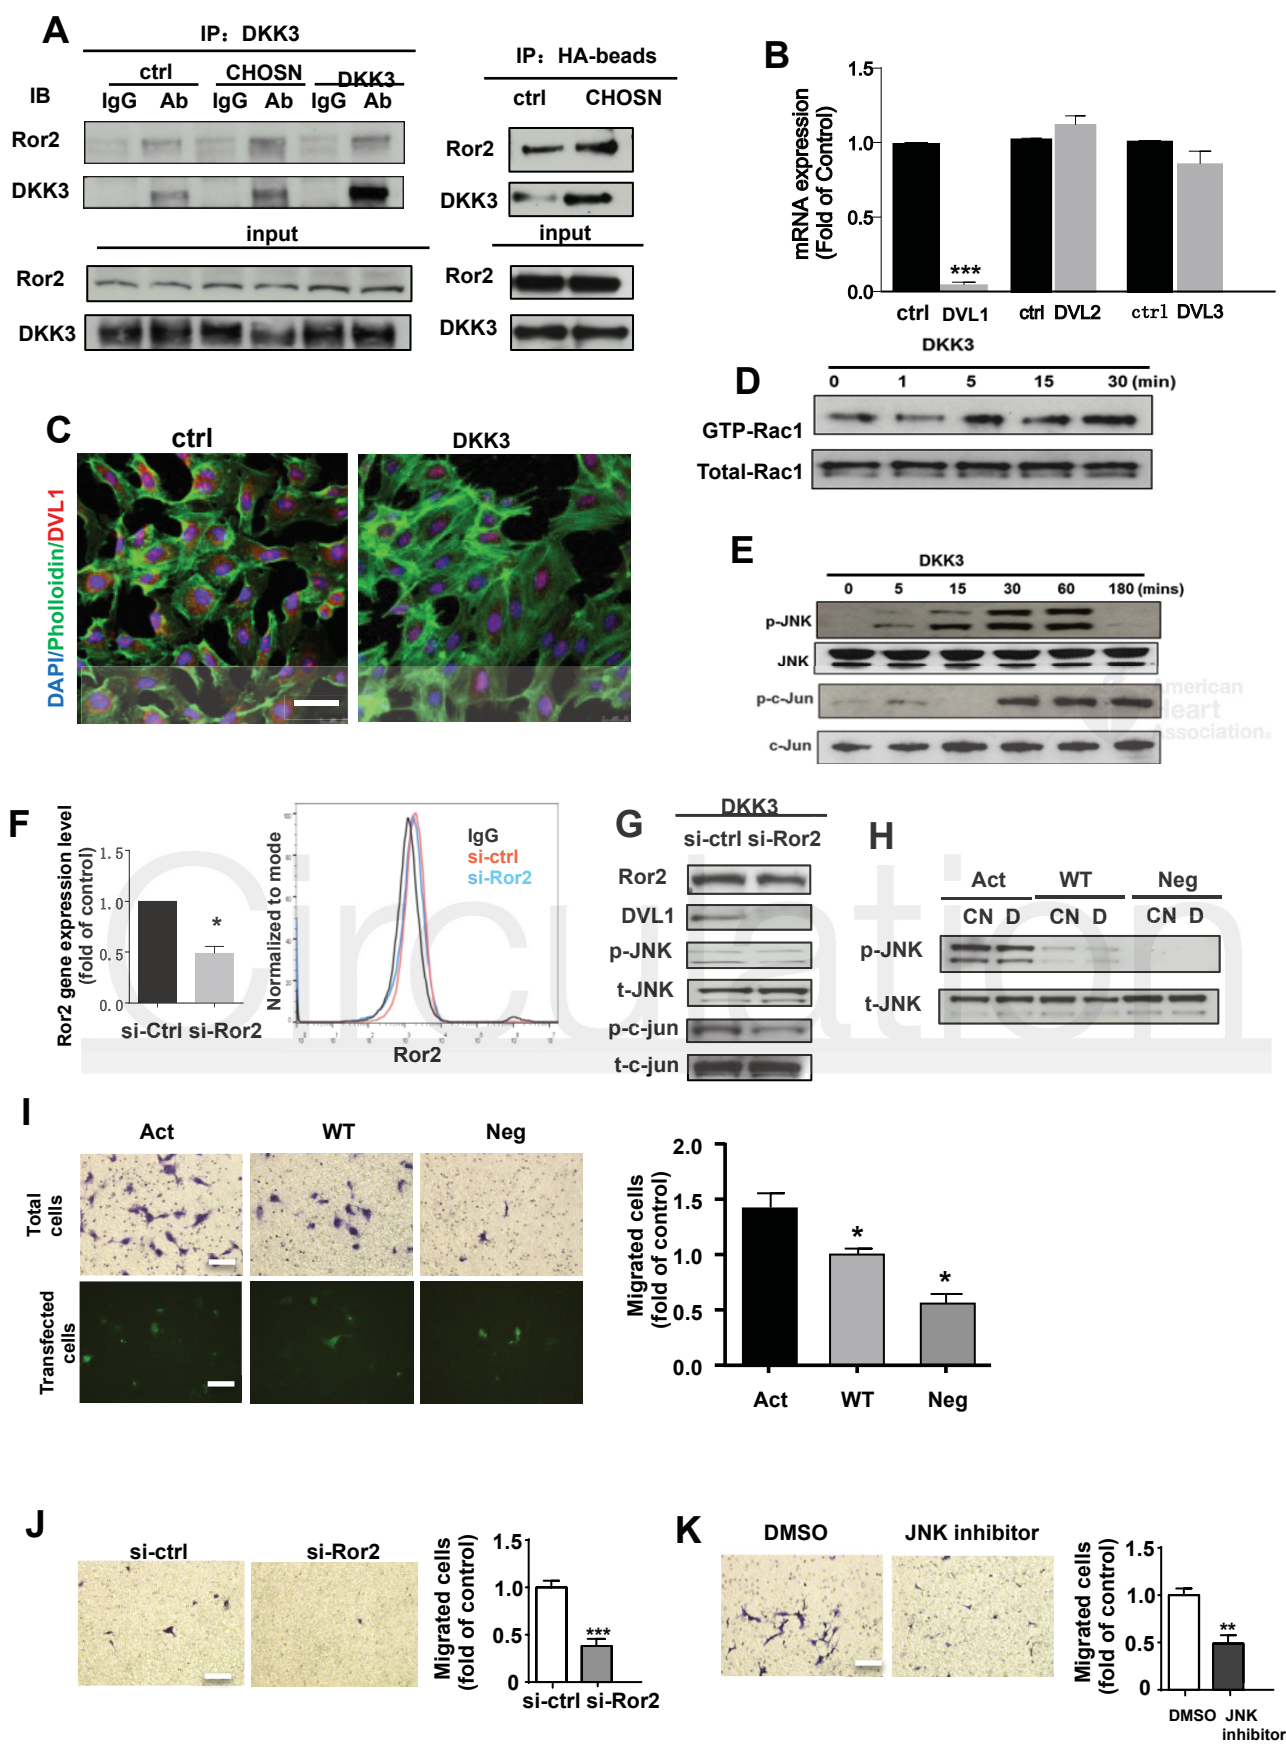 A
IP: DKK3
ctrl CHOSN DKK3
IB IgG Ab IgG Ab IgG Ab
Ror2
DKK3
input
Ror2
DKK3
IP: HA-beads
ctrl CHOSN
Ror2
DKK3
input
Ror2
DKK3
B
mRNA expression
(Fold of Control)
1.5
1.0
0.5
0.0
***
ctrl DVL1 ctrl DVL2 ctrl DVL3
C
ctrl DKK3
DAPI/Pholloidin/DVL1
D
DKK3
0 1 5 15 30 (min)
GTP-Rac1
Total-Rac1
E
DKK3
0 5 15 30 60 180 (mins)
p-JNK
JNK
p-c-Jun
c-Jun
American
Heart
Association®
Circulation
F
Ror2 gene expression level
(fold of control)
1.5
1.0
0.5
0.0
*
si-Ctrl si-Ror2
Normalized to mode
IgG
si-ctrl
si-Ror2
Ror2
G
DKK3
si-ctrl si-Ror2
Ror2
DVL1
p-JNK
t-JNK
p-c-jun
t-c-jun
H
Act WT Neg
CN D CN D CN D
p-JNK
t-JNK
I
Act WT Neg
Total
cells
Transfected
cells
Migrated cells
(fold of control)
2.0
1.5
1.0
0.5
0.0
*
*
Act WT Neg
J
si-ctrl si-Ror2
Migrated cells
(fold of control)
1.5
1.0
0.5
0
***
si-ctrl si-Ror2
K
DMSO JNK inhibitor
Migrated cells
(fold of control)
1.5
1.0
0.5
0
**
DMSO JNK
inhibitor